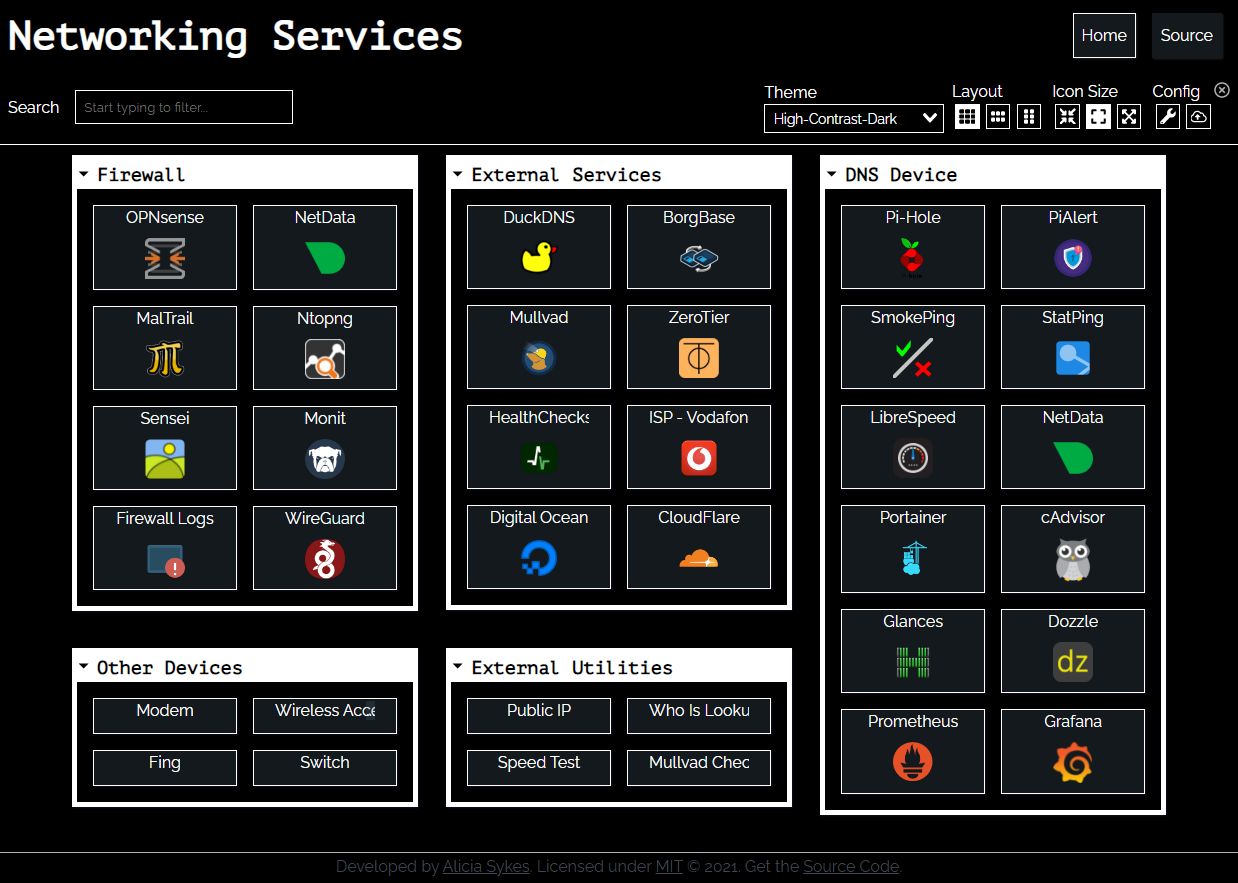 Networking Services
Home
Source
Search
Start typing to filter...
Theme
High-Contrast-Dark
Layout
Icon Size
Config
Firewall
OPNsense
NetData
MalTrail
Ntopng
Sensei
Monit
Firewall Logs
WireGuard
External Services
DuckDNS
BorgBase
Mullvad
ZeroTier
HealthChecks
ISP - Vodafon
Digital Ocean
CloudFlare
DNS Device
Pi-Hole
PiAlert
SmokePing
StatPing
LibreSpeed
NetData
Portainer
cAdvisor
Glances
Dozzle
dz
Prometheus
Grafana
Other Devices
Modem
Wireless Acce
Fing
Switch
External Utilities
Public IP
Who Is Looku
Speed Test
Mullvad Chec
Developed by Alicia Sykes. Licensed under MIT © 2021. Get the Source Code.